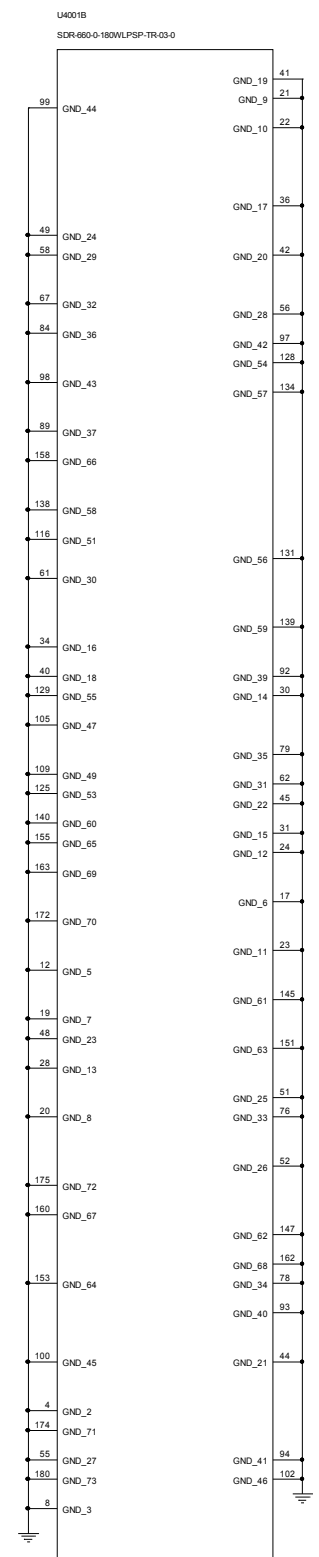 U4001B
SDR-660-0-180WLPSP-TR-03-0
GND_19 41
GND_9 21
99 GND_44
GND_10 22
GND_17 36
49 GND_24
58 GND_29
GND_20 42
67 GND_32
GND_28 56
84 GND_36
GND_42 97
GND_54 128
98 GND_43
GND_57 134
89 GND_37
158 GND_66
138 GND_58
116 GND_51
GND_56 131
61 GND_30
GND_59 139
34 GND_16
40 GND_18
GND_39 92
129 GND_55
GND_14 30
105 GND_47
GND_35 79
109 GND_49
GND_31 62
125 GND_53
GND_22 45
140 GND_60
GND_15 31
155 GND_65
GND_12 24
163 GND_69
GND_6 17
172 GND_70
GND_11 23
12 GND_5
GND_61 145
19 GND_7
48 GND_23
GND_63 151
28 GND_13
GND_25 51
20 GND_8
GND_33 76
GND_26 52
175 GND_72
160 GND_67
GND_62 147
GND_68 162
153 GND_64
GND_34 78
GND_40 93
100 GND_45
GND_21 44
4 GND_2
174 GND_71
55 GND_27
GND_41 94
180 GND_73
GND_46 102
8 GND_3